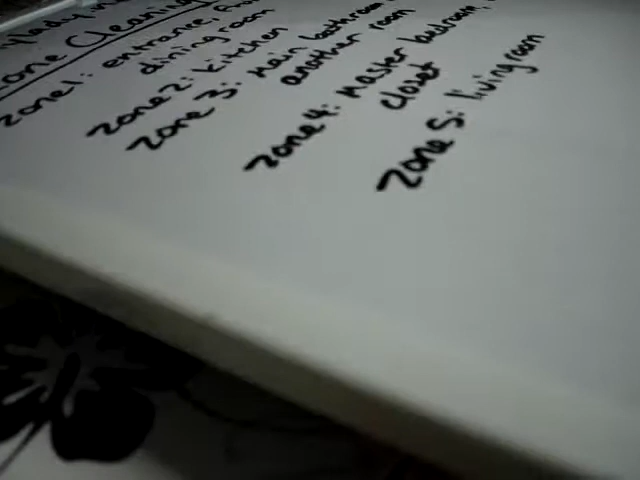 Zone Cleaning
Zone 1: entrance,
dining room
Zone 2: kitchen
Zone 3: Main bathroom
another room
Zone 4: Master bedroom,
closet
Zone 5: living room